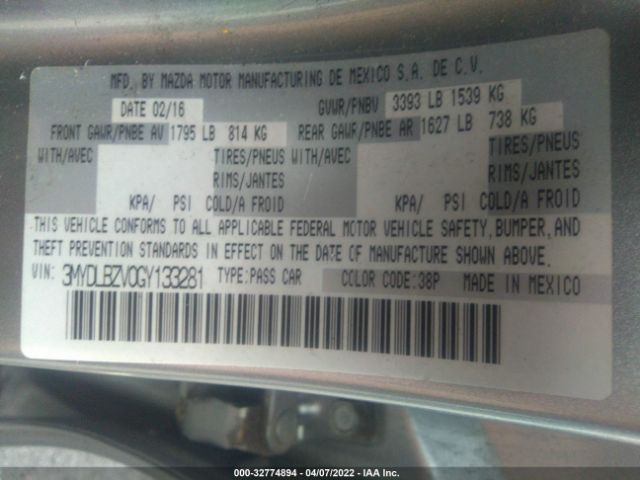 MFD. BY MAZDA MOTOR MANUFACTURING DE MEXICO S.A. DE C.V.
DATE 02/16 GVWR/PNBV 3393 LB 1539 KG
FRONT GAWR/PNBE AV 1795 LB 814 KG REAR GAWR/PNBE AR 1627 LB 738 KG
WITH/AVEC TIRES/PNEUS WITH/AVEC TIRES/PNEUS
RIMS/JANTES RIMS/JANTES
KPA/ PSI COLD/A FROID KPA/ PSI COLD/A FROID
THIS VEHICLE CONFORMS TO ALL APPLICABLE FEDERAL MOTOR VEHICLE SAFETY, BUMPER, AND
THEFT PREVENTION STANDARDS IN EFFECT ON THE DATE OF MANUFACTURE SHOWN ABOVE.
VIN: 3MYDLBZV0GY133281 TYPE:PASS CAR COLOR CODE:38P MADE IN MEXICO
000-32774894 - 04/07/2022 - IAA Inc.